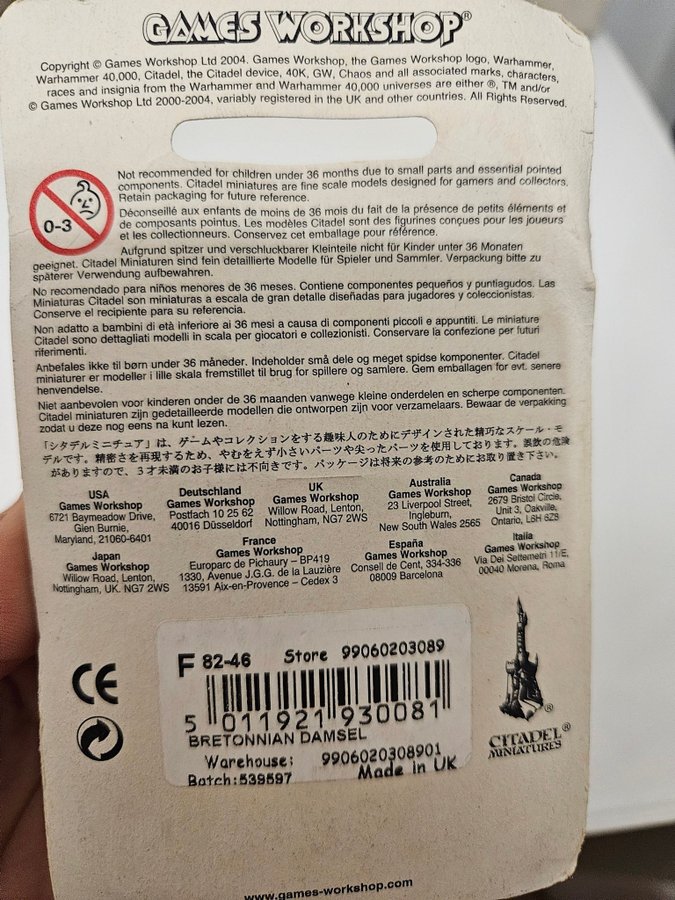 GAMES WORKSHOP®
Copyright © Games Workshop Ltd 2004. Games Workshop, the Games Workshop logo, Warhammer,
Warhammer 40,000, Citadel, the Citadel device, 40K, GW, Chaos and all associated marks, characters,
races and insignia from the Warhammer and Warhammer 40,000 universes are either ®, TM and/or
© Games Workshop Ltd 2000-2004, variably registered in the UK and other countries. All Rights Reserved.
0-3
Not recommended for children under 36 months due to small parts and essential pointed
components. Citadel miniatures are fine scale models designed for gamers and collectors.
Retain packaging for future reference.
Déconseillé aux enfants de moins de 36 mois du fait de la présence de petits éléments et
de composants pointus. Les modèles Citadel sont des figurines conçues pour les joueurs
et les collectionneurs. Conservez cet emballage pour référence.
Aufgrund spitzer und verschluckbarer Kleinteile nicht für Kinder unter 36 Monaten
geeignet. Citadel Miniaturen sind fein detaillierte Modelle für Spieler und Sammler. Verpackung bitte zu
späterer Verwendung aufbewahren.
No recomendado para niños menores de 36 meses. Contiene componentes pequeños y puntiagudos. Las
Miniaturas Citadel son miniaturas a escala de gran detalle diseñadas para jugadores y coleccionistas.
Conserve el recipiente para su referencia.
Non adatto a bambini di età inferiore ai 36 mesi a causa di componenti piccoli e appuntiti. Le miniature
Citadel sono dettagliati modelli in scala per giocatori e collezionisti. Conservare la confezione per futuri
riferimenti.
Anbefales ikke til børn under 36 måneder. Indeholder små dele og meget spidse komponenter. Citadel
miniaturer er modeller i lille skala fremstillet til brug for spillere og samlere. Gem emballagen for evt. senere
henvendelse.
Niet aanbevolen voor kinderen onder de 36 maanden vanwege kleine onderdelen en scherpe componenten.
Citadel miniaturen zijn gedetailleerde modellen die ontworpen zijn voor verzamelaars. Bewaar de verpakking
zodat u deze nog eens na kunt lezen.
「シタデルミニチュア」は、ゲームやコレクションをする趣味人のためにデザインされた精巧なスケール・モ
デルです。精密さを再現するため、やむをえず小さいパーツや尖ったパーツを使用しております。誤飲の危険
がありますので、3才未満のお子様には不向きです。パッケージは将来の参考のためにお取り置き下さい。
USA
Games Workshop
6721 Baymeadow Drive,
Glen Burnie,
Maryland, 21060-6401
Deutschland
Games Workshop
Postfach 10 25 62
40016 Düsseldorf
UK
Games Workshop
Willow Road, Lenton,
Nottingham, NG7 2WS
Australia
Games Workshop
23 Liverpool Street,
Ingleburn,
New South Wales 2565
Canada
Games Workshop
2679 Bristol Circle,
Unit 3, Oakville,
Ontario, L6H 6Z8
Japan
Games Workshop
Willow Road, Lenton,
Nottingham, UK. NG7 2WS
France
Games Workshop
Europarc de Pichaury – BP419
1330, Avenue J.G.G. de la Lauzière
13591 Aix-en-Provence – Cedex 3
España
Games Workshop
Consell de Cent, 334-336
08009 Barcelona
Italia
Games Workshop
Via Dei Settemetri 11/E,
00040 Morena, Roma
CE
F 82-46 Store 99060203089
5 011921 930081
BRETONNIAN DAMSEL
Warehouse: 9906020308901
Batch:539597 Made in UK
CITADEL®
MINIATURES
www.games-workshop.com